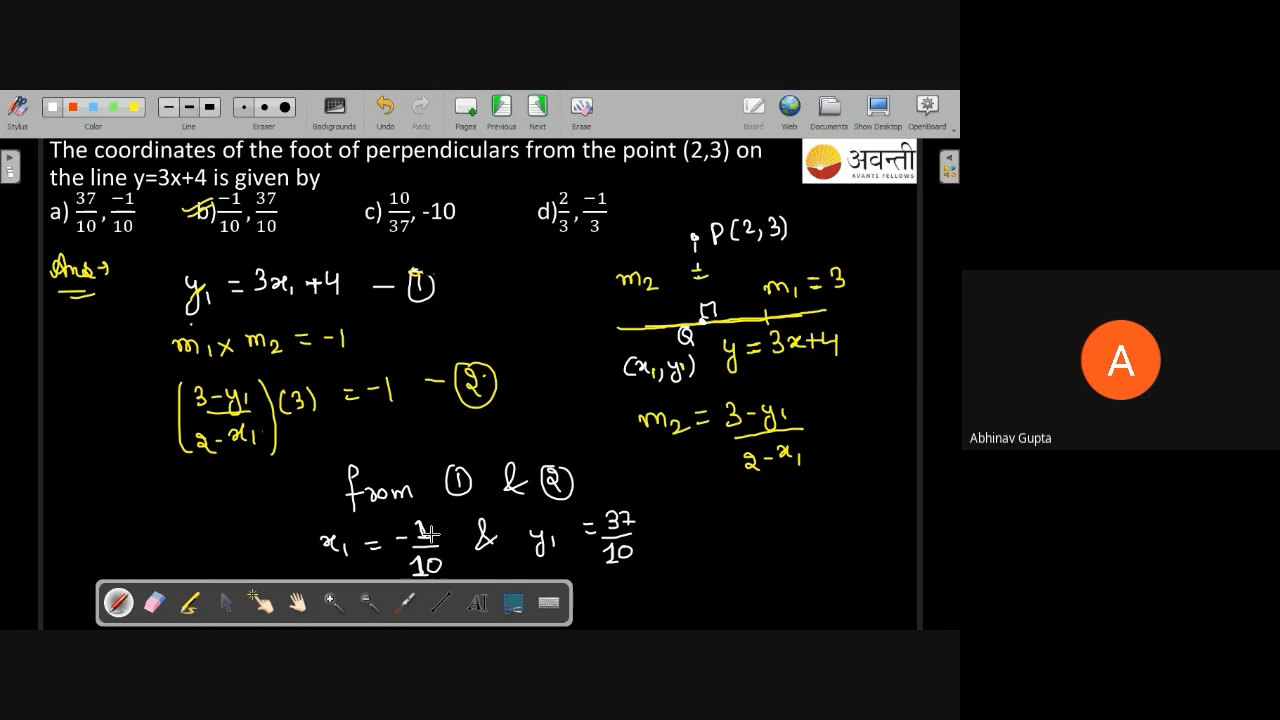 Stylus Color Line Eraser Backgrounds Undo Redo Pages Previous Next Erase Board Web Documents Show Desktop OpenBoard
The coordinates of the foot of perpendiculars from the point (2,3) on
the line y=3x+4 is given by
अवन्ती
AVANTI FELLOWS
a) 37/10, −1/10 b) −1/10, 37/10 c) 10/37, -10 d) 2/3, −1/3
P(2,3)
Ans→
y₁ = 3x₁ + 4 — ①
m₂ m₁ = 3
m₁ × m₂ = -1
Q
(x₁, y₁) y = 3x+4
((3-y₁)/(2-x₁)) (3) = -1 — ②
m₂ = (3-y₁)/(2-x₁)
from ① & ②
x₁ = -1/10 & y₁ = 37/10
A
Abhinav Gupta
AI